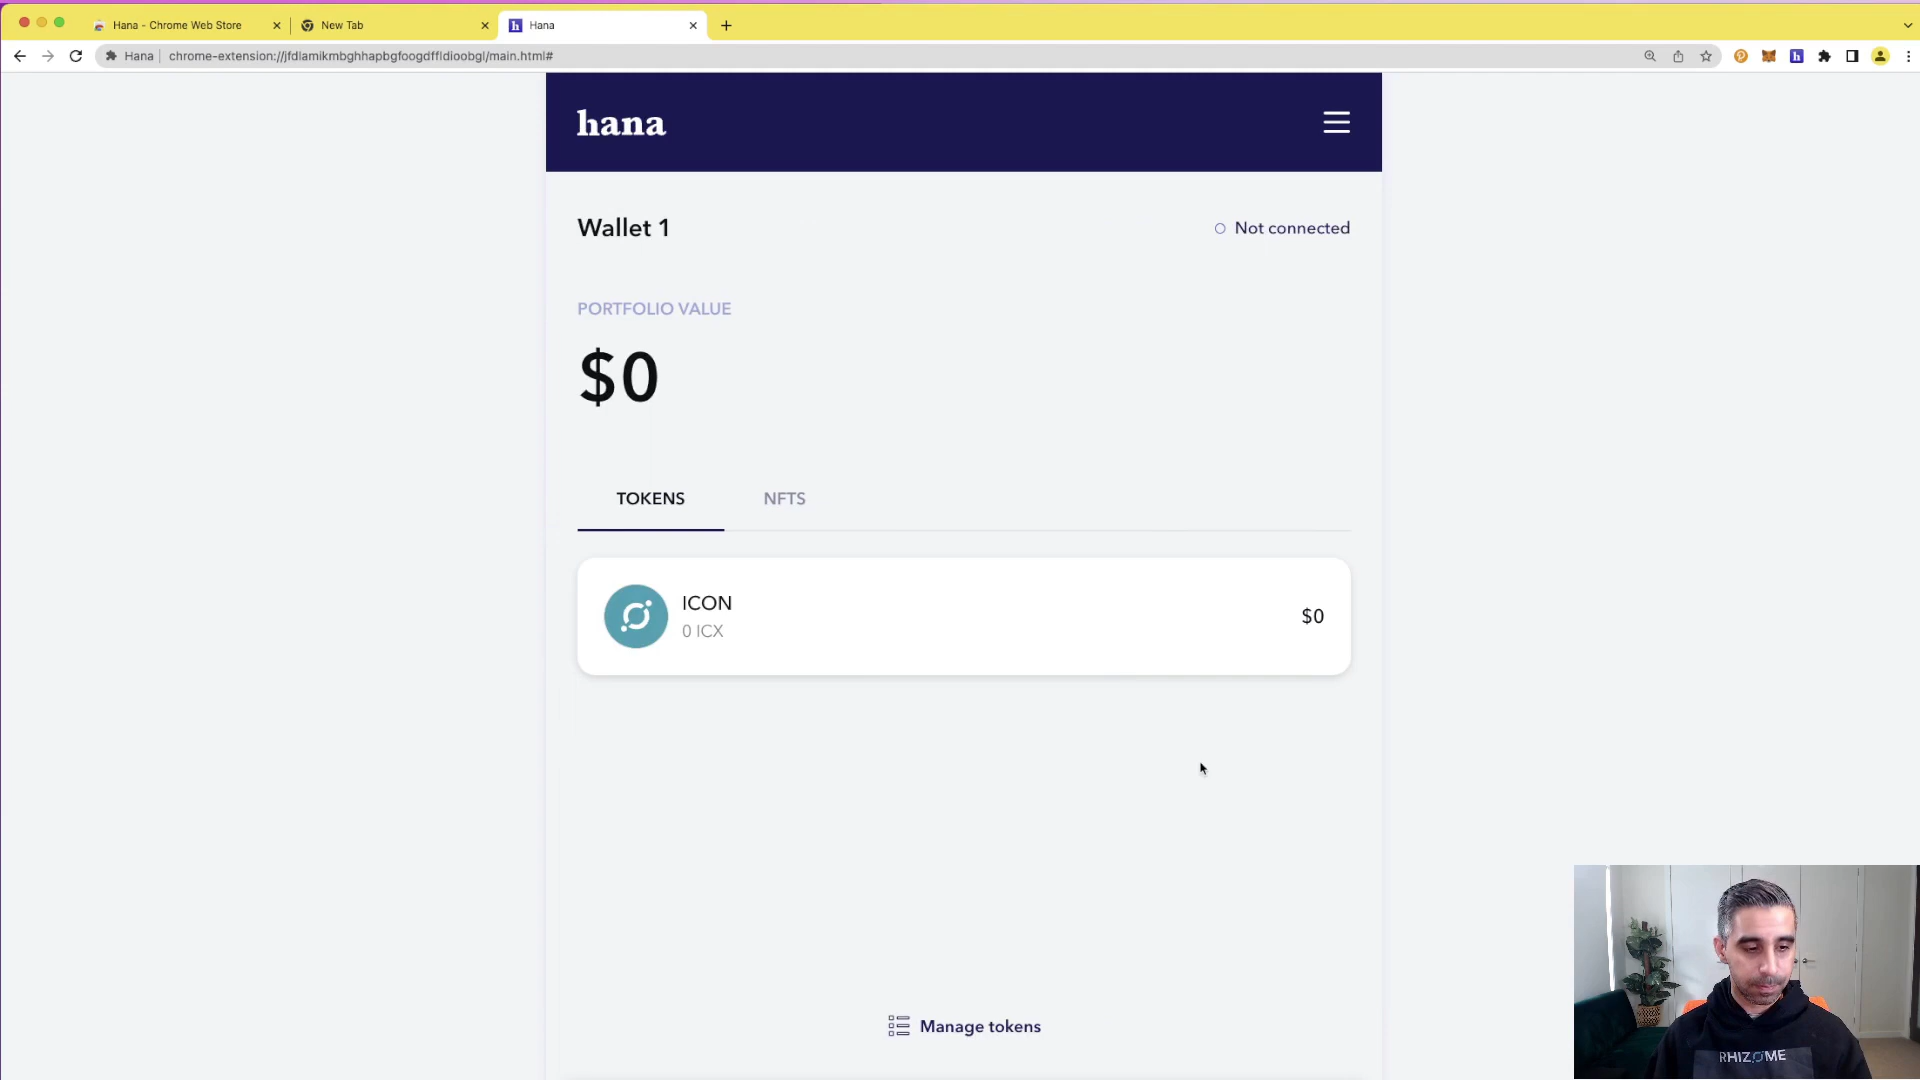 Hana - Chrome Web Store
New Tab
Hana
Hana
chrome-extension://jfdlamikmbghhapbgfoogdffldioobgl/main.html#
hana
Wallet 1
Not connected
PORTFOLIO VALUE
$0
TOKENS
NFTS
ICON
0 ICX
$0
Manage tokens
RHIZOME